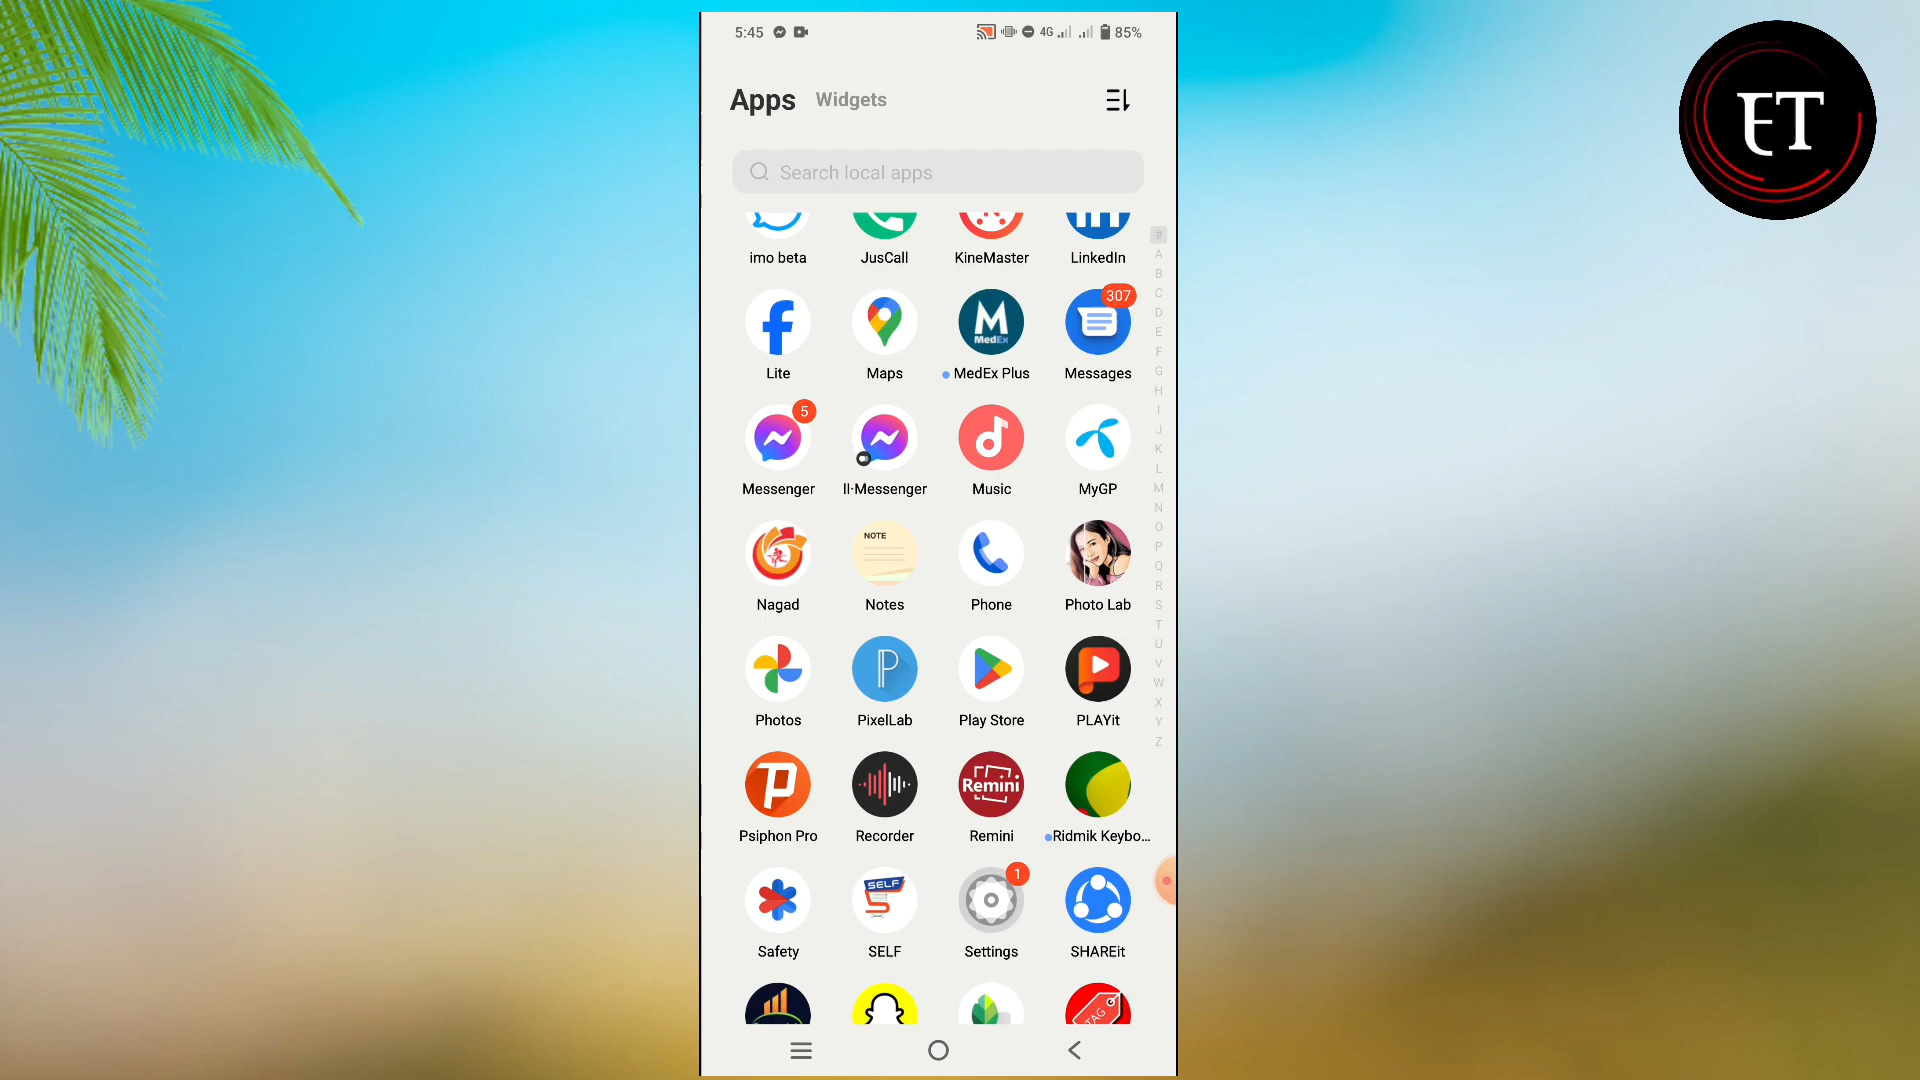 5:45 4G 85%
ET
Apps Widgets
Search local apps
imo beta JusCall KineMaster LinkedIn
#
A
B
C
D
E
F
G
H
I
J
K
L
M
N
O
P
Q
R
S
T
U
V
W
X
Y
Z
307
M
MedEx
Lite Maps MedEx Plus Messages
5
Messenger II·Messenger Music MyGP
NOTE
Nagad Notes Phone Photo Lab
Photos PixelLab Play Store PLAYit
Remini
Psiphon Pro Recorder Remini Ridmik Keybo...
SELF
1
Safety SELF Settings SHAREit
TAG